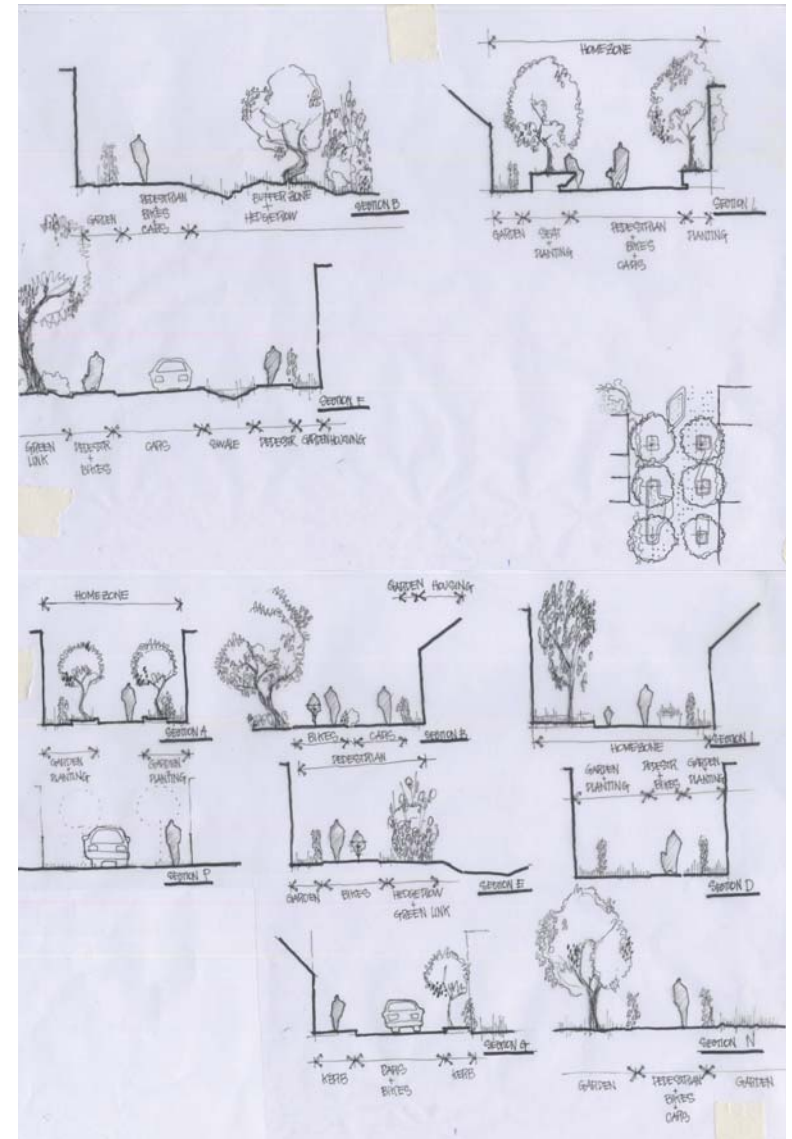 HOMEZONE
GARDEN
PEDESTRIAN
BIKES
CARS
BUFFER ZONE
+
HEDGEROW
SECTION B
GARDEN
SEAT
+
PLANTING
PEDESTRIAN
+
BIKES
+
CARS
PLANTING
SECTION L
SECTION F
GREEN
LINK
PEDESTR
+
BIKES
CARS
SWALE
PEDESTR
GARDEN HOUSING
HOMEZONE
SECTION A
GARDEN
+
PLANTING
GARDEN
+
PLANTING
GARDEN HOUSING
BIKES
CARS
PEDESTRIAN
HOMEZONE
GARDEN
+
PLANTING
PEDESTR
+
BIKES
GARDEN
+
PLANTING
SECTION D
SECTION P
SECTION E
GARDEN
BIKES
HEDGEROW
+
GREEN LINK
SECTION G
KERB
CARS
+
BIKES
KERB
SECTION N
GARDEN
PEDESTRIAN
+
BIKES
+
CARS
GARDEN